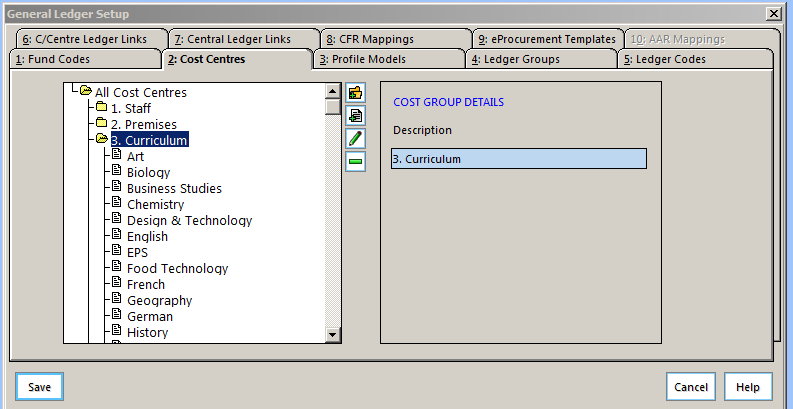 General Ledger Setup
6: C/Centre Ledger Links
7: Central Ledger Links
8: CFR Mappings
9: eProcurement Templates
10: AAR Mappings
1: Fund Codes
2: Cost Centres
3: Profile Models
4: Ledger Groups
5: Ledger Codes
All Cost Centres
1. Staff
2. Premises
3. Curriculum
Art
Biology
Business Studies
Chemistry
Design & Technology
English
EPS
Food Technology
French
Geography
German
History
COST GROUP DETAILS
Description
3. Curriculum
Save
Cancel
Help